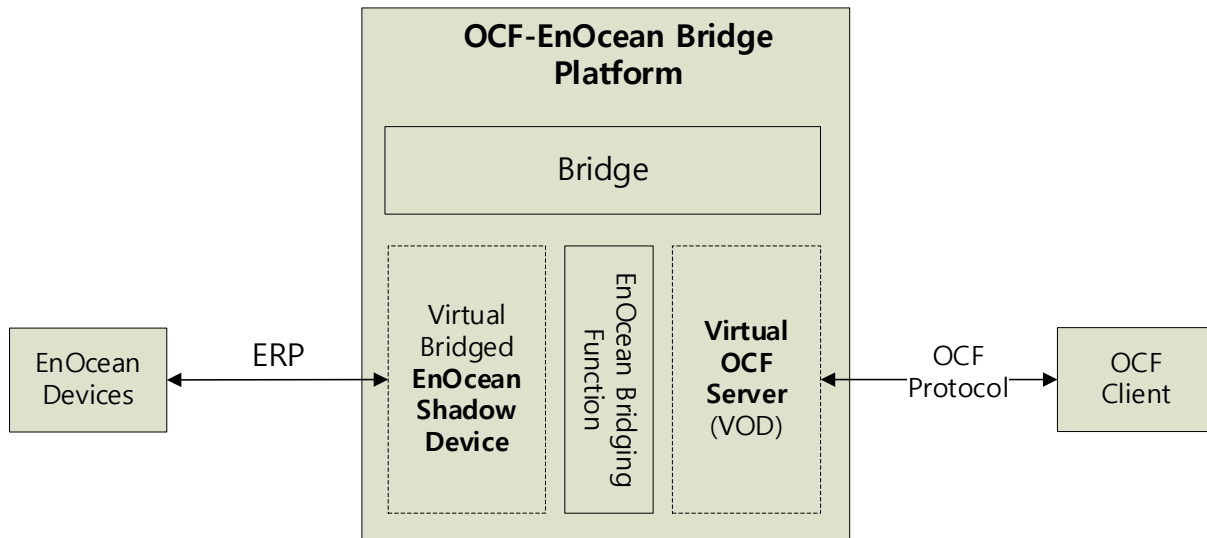 OCF-EnOcean Bridge
Platform
Bridge
EnOcean
Devices
ERP
Virtual
Bridged
EnOcean
Shadow
Device
EnOcean Bridging
Function
Virtual
OCF
Server
(VOD)
OCF
Protocol
OCF
Client